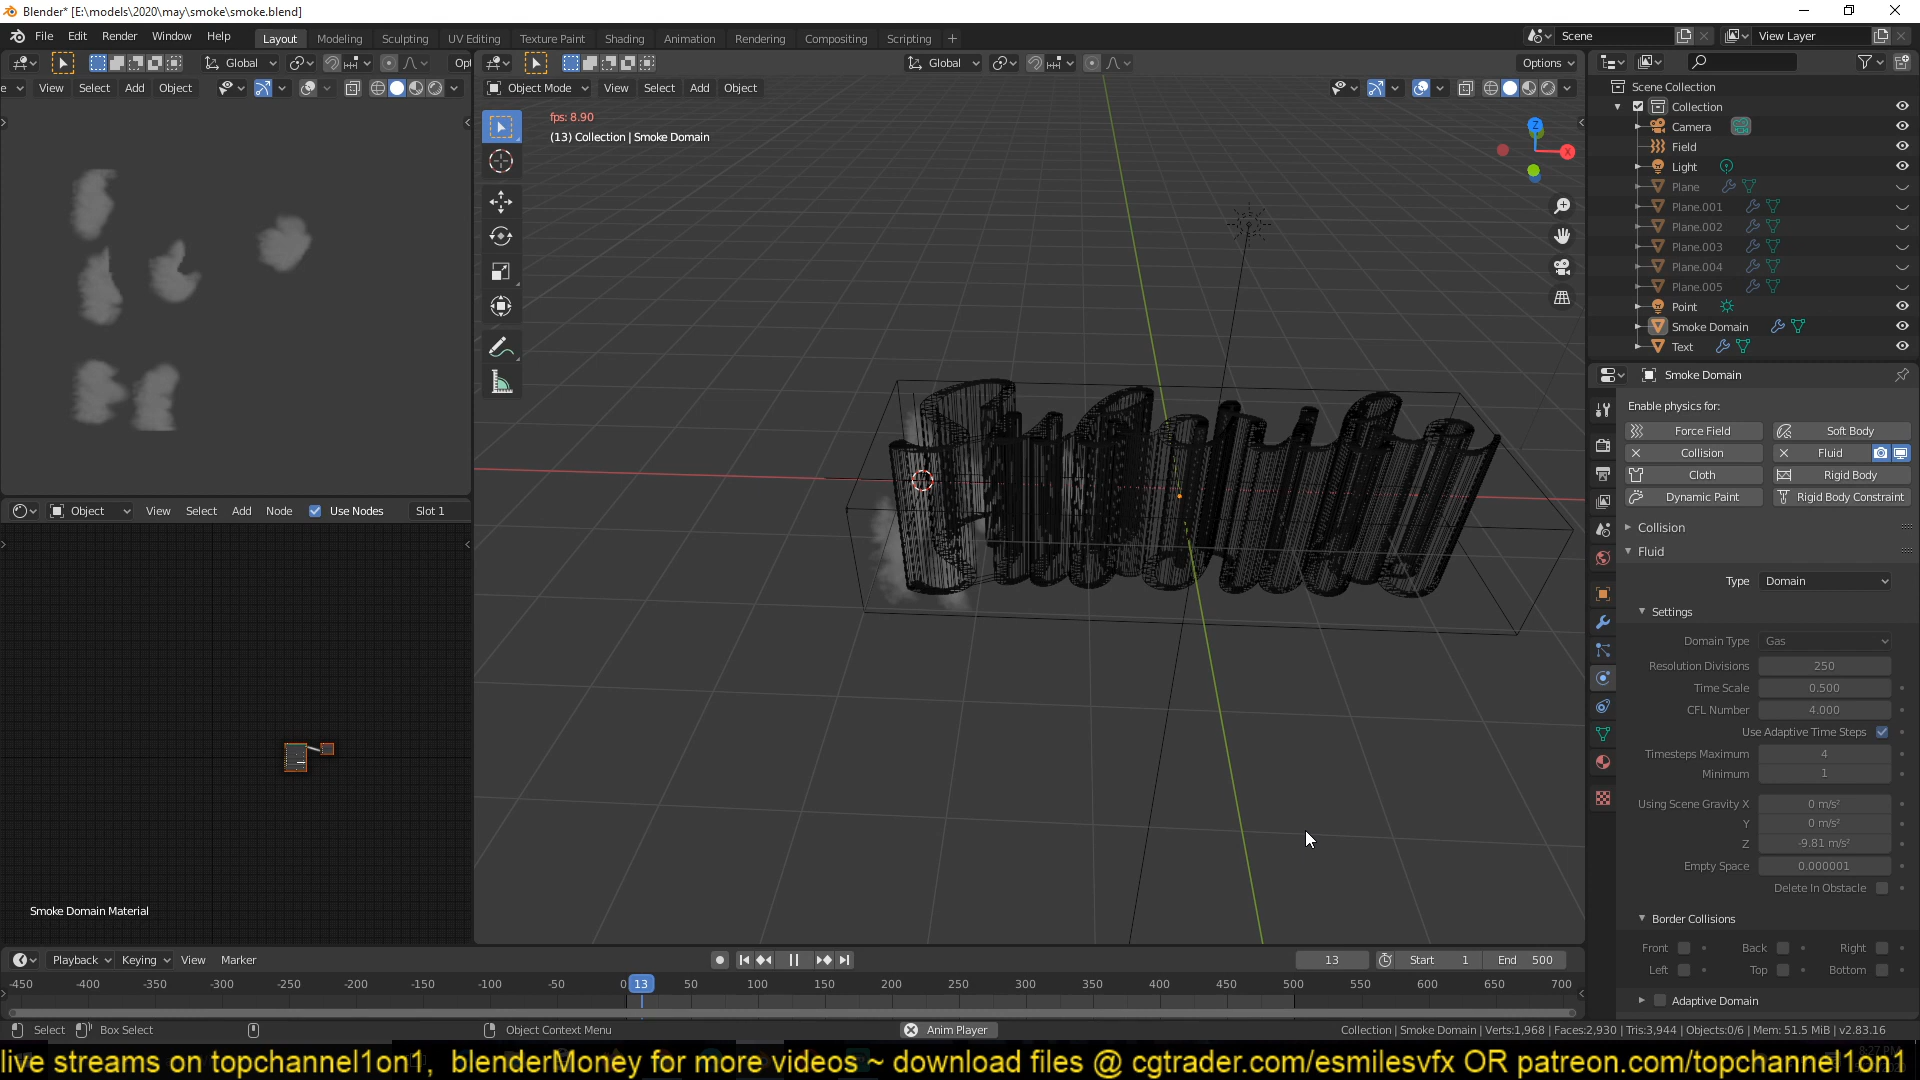 Blender* [E:\models\2020\may\smoke\smoke.blend]
File Edit Render Window Help
Layout Modeling Sculpting UV Editing Texture Paint Shading Animation Rendering Compositing Scripting +
Scene
View Layer
Global
Opt
Global
Options
e View Select Add Object
Object Mode View Select Add Object
fps: 8.90
(13) Collection | Smoke Domain
Z
X
Scene Collection
Collection
Camera
Field
Light
Plane
Plane.001
Plane.002
Plane.003
Plane.004
Plane.005
Point
Smoke Domain
Text
Smoke Domain
Enable physics for:
Force Field Soft Body
Collision Fluid
Cloth Rigid Body
Dynamic Paint Rigid Body Constraint
Collision
Fluid
Type Domain
Settings
Domain Type Gas
Resolution Divisions 250
Time Scale 0.500
CFL Number 4.000
Use Adaptive Time Steps
Timesteps Maximum 4
Minimum 1
Using Scene Gravity X 0 m/s²
Y 0 m/s²
Z -9.81 m/s²
Empty Space 0.000001
Delete In Obstacle
Border Collisions
Front Back Right
Left Top Bottom
Adaptive Domain
Object View Select Add Node Use Nodes Slot 1
Smoke Domain Material
Playback Keying View Marker
13 Start 1 End 500
-450 -400 -350 -300 -250 -200 -150 -100 -50 0 13 50 100 150 200 250 300 350 400 450 500 550 600 650 700
Select Box Select Object Context Menu Anim Player
Collection | Smoke Domain | Verts:1,968 | Faces:2,930 | Tris:3,944 | Objects:0/6 | Mem: 51.5 MiB | v2.83.16
live streams on topchannel1on1, blenderMoney for more videos ~ download files @ cgtrader.com/esmilesvfx OR patreon.com/topchannel1on1